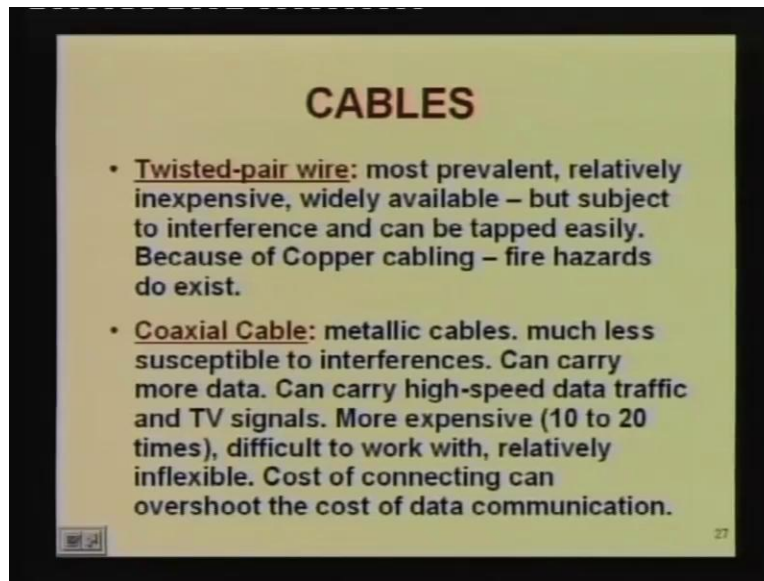 CABLES
• Twisted-pair wire: most prevalent, relatively
inexpensive, widely available – but subject
to interference and can be tapped easily.
Because of Copper cabling – fire hazards
do exist.
• Coaxial Cable: metallic cables. much less
susceptible to interferences. Can carry
more data. Can carry high-speed data traffic
and TV signals. More expensive (10 to 20
times), difficult to work with, relatively
inflexible. Cost of connecting can
overshoot the cost of data communication.
27